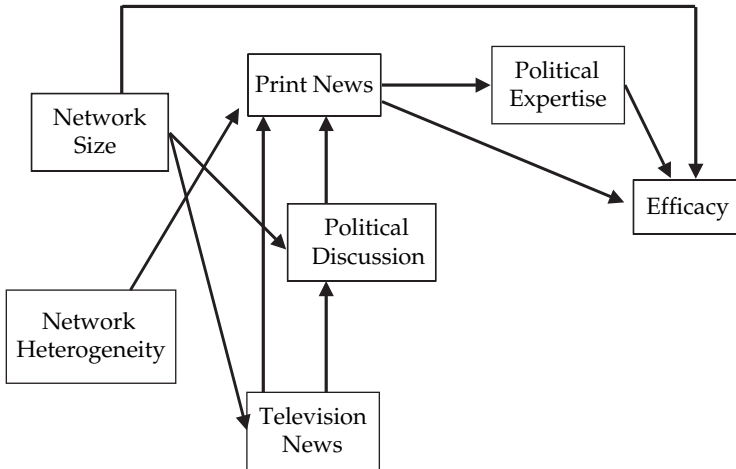 Print News
Political
Expertise
Network
Size
Efficacy
Political
Discussion
Network
Heterogeneity
Television
News